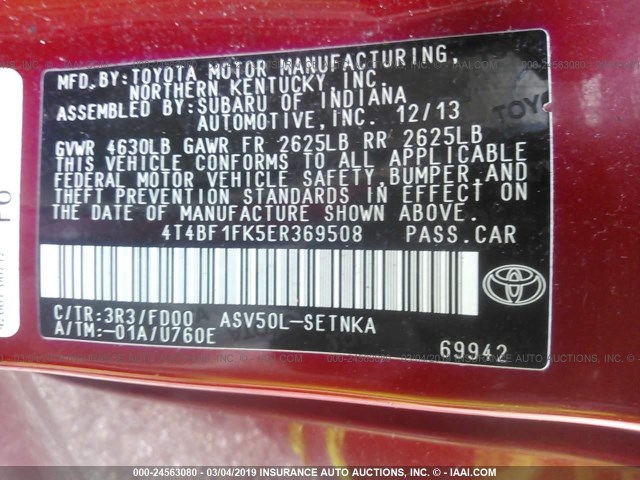 MFD.BY:TOYOTA MOTOR MANUFACTURING,
NORTHERN KENTUCKY, INC.
ASSEMBLED BY:SUBARU OF INDIANA
AUTOMOTIVE, INC. 12/13
GVWR 4630LB GAWR FR 2625LB RR 2625LB
THIS VEHICLE CONFORMS TO ALL APPLICABLE
FEDERAL MOTOR VEHICLE SAFETY, BUMPER, AND
THEFT PREVENTION STANDARDS IN EFFECT ON
THE DATE OF MANUFACTURE SHOWN ABOVE.
4T4BF1FK5ER369508 PASS.CAR
TOYOTA
C/TR:3R3/FD00 ASV50L-SETNKA
A/TM:-01A/U760E
69942
000-24563080 - 03/04/2019 INSURANCE AUTO AUCTIONS, INC. - IAAI.COM